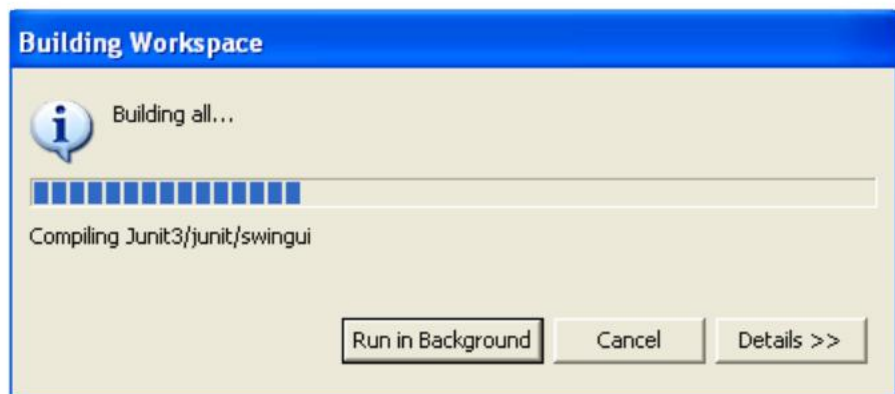 Building Workspace
Building all...
Compiling Junit3/junit/swingui
Run in Background Cancel Details >>